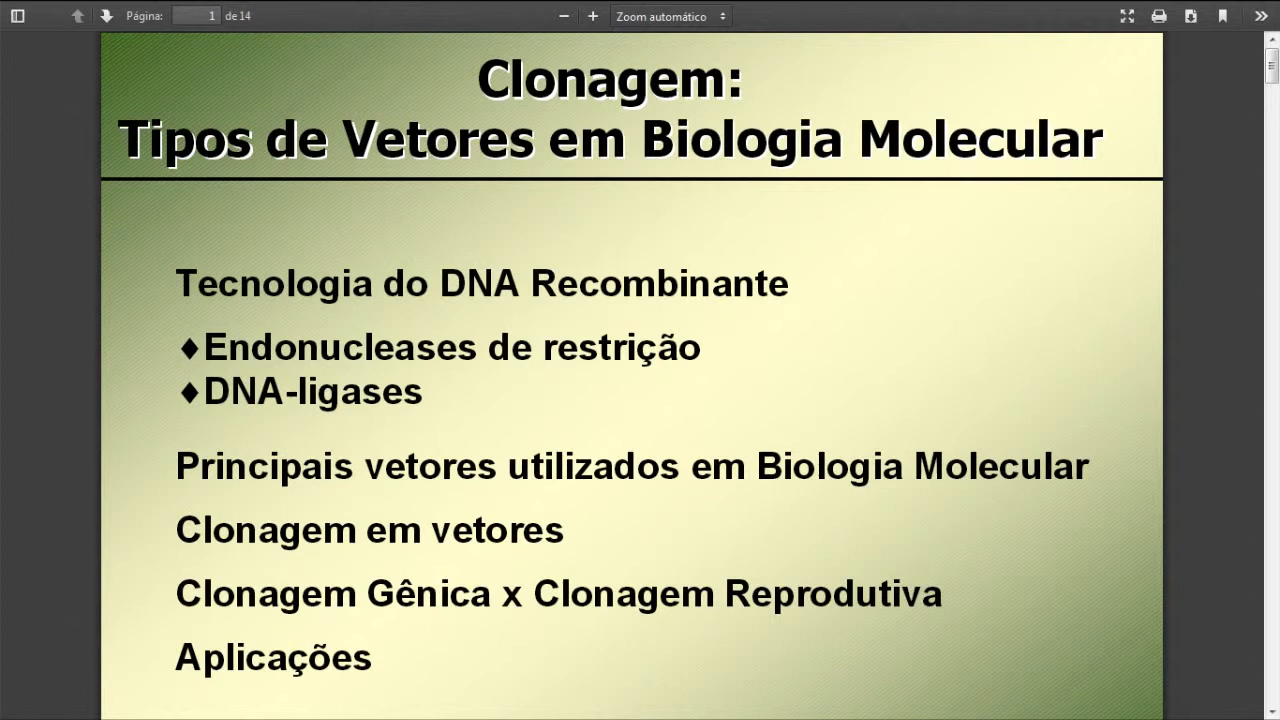 Página: 1 de 14 Zoom automático
Clonagem:
Tipos de Vetores em Biologia Molecular
Tecnologia do DNA Recombinante
♦Endonucleases de restrição
♦DNA-ligases
Principais vetores utilizados em Biologia Molecular
Clonagem em vetores
Clonagem Gênica x Clonagem Reprodutiva
Aplicações